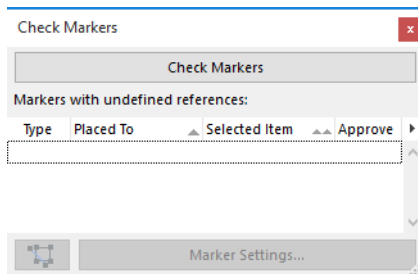 Check Markers
Check Markers
Markers with undefined references:
Type Placed To Selected Item Approve
Marker Settings...